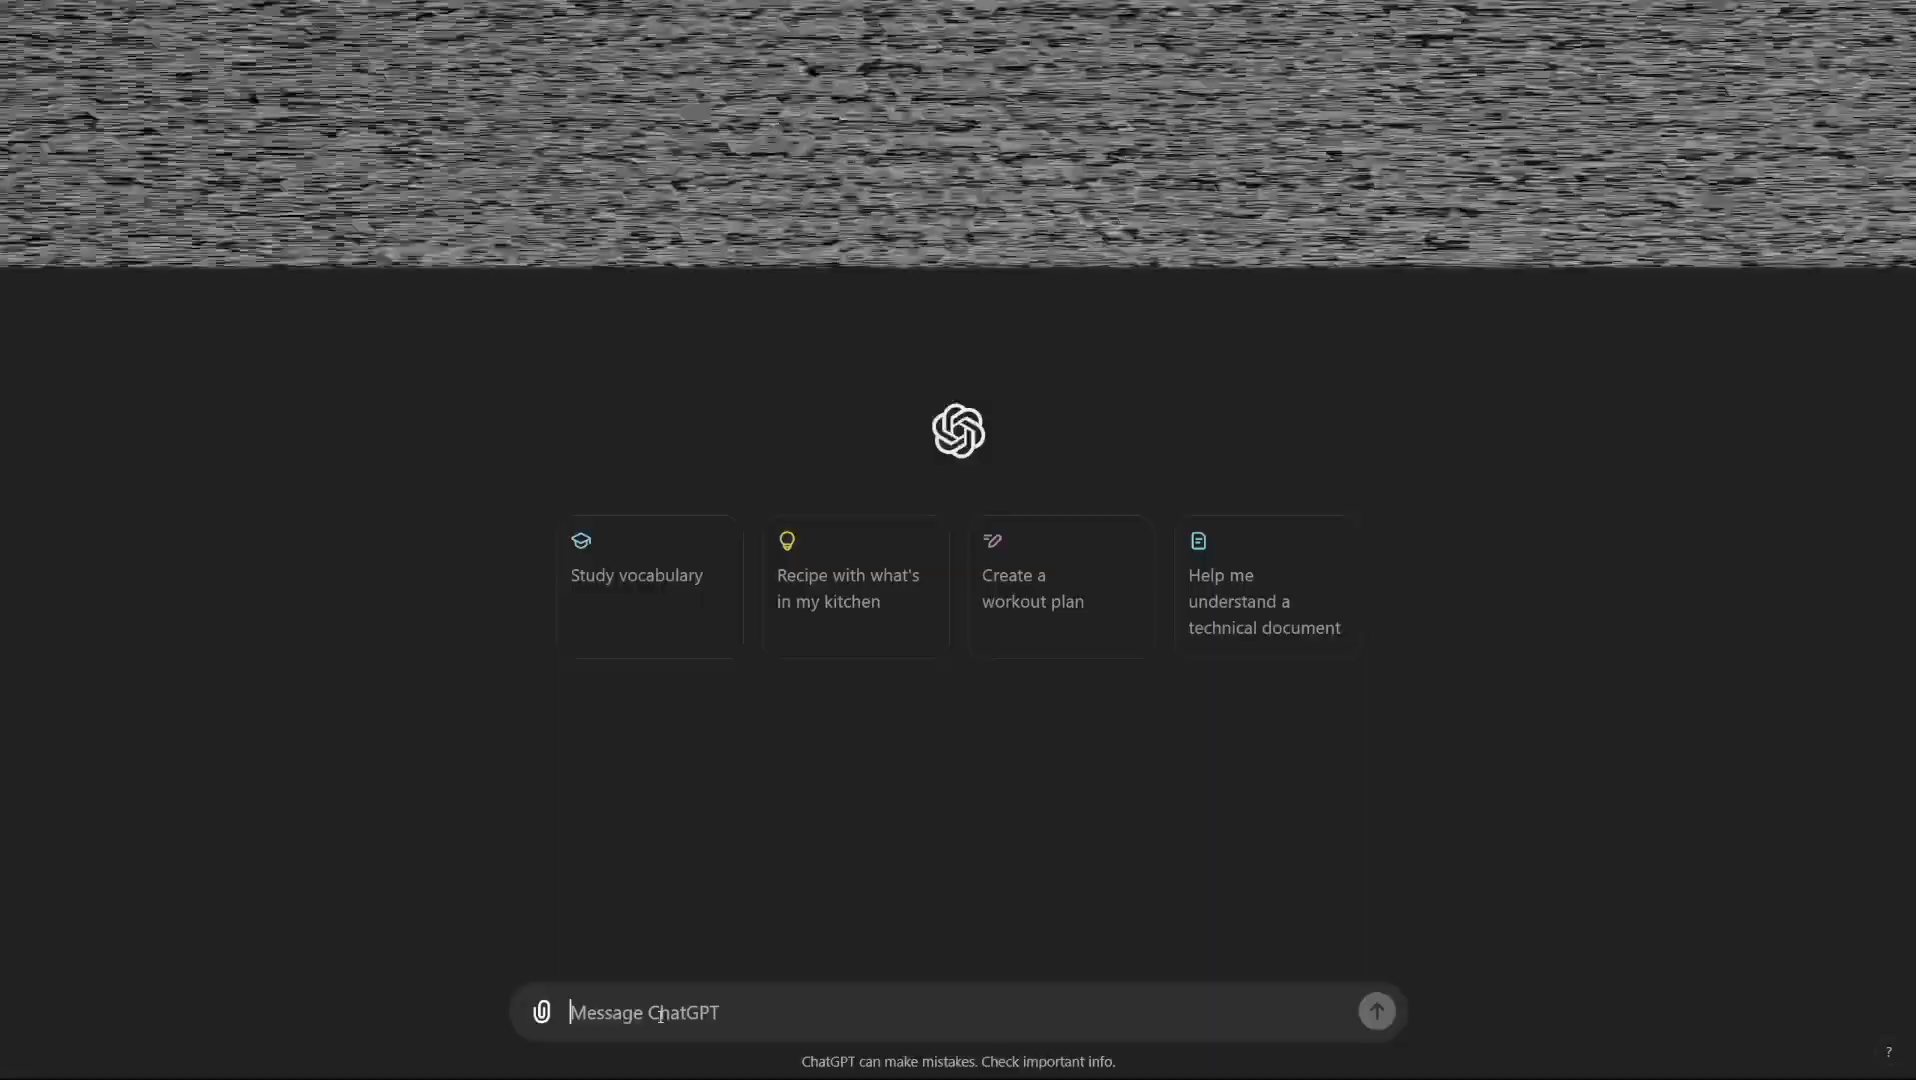 Study vocabulary
Recipe with what's
in my kitchen
Create a
workout plan
Help me
understand a
technical document
Message ChatGPT
ChatGPT can make mistakes. Check important info.
?